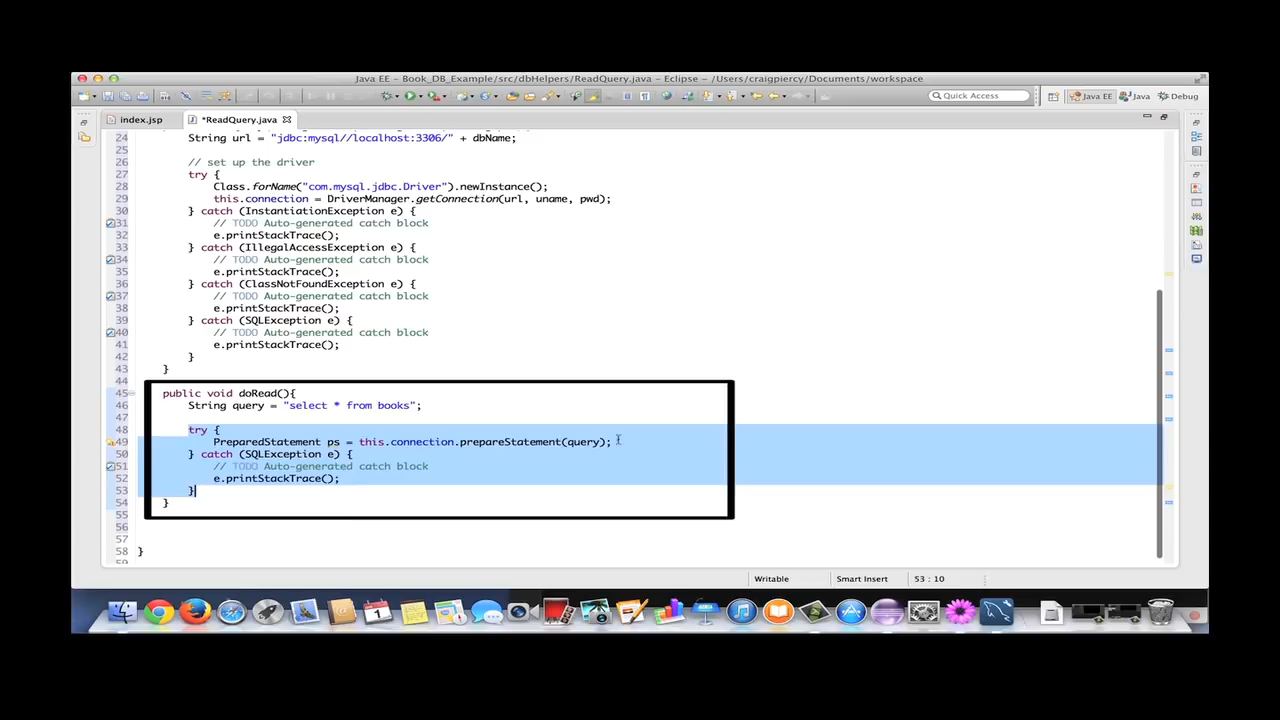 Java EE - Book_DB_Example/src/dbHelpers/ReadQuery.java - Eclipse - /Users/craigpiercy/Documents/workspace
Quick Access
Java EE
Java
Debug
index.jsp
*ReadQuery.java
24 String url = "jdbc:mysql//localhost:3306/" + dbName;
25
26 // set up the driver
27 try {
28 Class.forName("com.mysql.jdbc.Driver").newInstance();
29 this.connection = DriverManager.getConnection(url, uname, pwd);
30 } catch (InstantiationException e) {
31 // TODO Auto-generated catch block
32 e.printStackTrace();
33 } catch (IllegalAccessException e) {
34 // TODO Auto-generated catch block
35 e.printStackTrace();
36 } catch (ClassNotFoundException e) {
37 // TODO Auto-generated catch block
38 e.printStackTrace();
39 } catch (SQLException e) {
40 // TODO Auto-generated catch block
41 e.printStackTrace();
42 }
43 }
44
45 public void doRead(){
46 String query = "select * from books";
47
48 try {
49 PreparedStatement ps = this.connection.prepareStatement(query);
50 } catch (SQLException e) {
51 // TODO Auto-generated catch block
52 e.printStackTrace();
53 }
54 }
55
56
57
58 }
59
Writable
Smart Insert
53 : 10